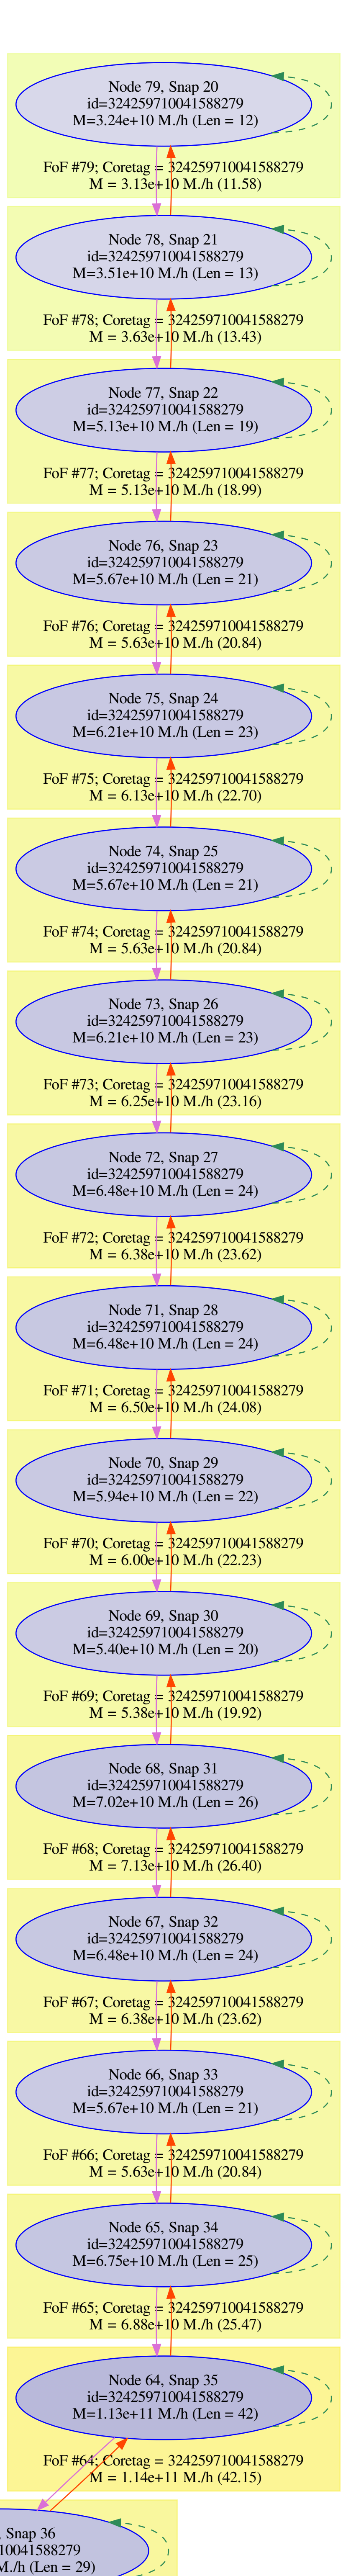 Node 79, Snap 20
id=324259710041588279
M=3.24e+10 M./h (Len = 12)
FoF #79; Coretag = 324259710041588279
M = 3.13e+10 M./h (11.58)
Node 78, Snap 21
id=324259710041588279
M=3.51e+10 M./h (Len = 13)
FoF #78; Coretag = 324259710041588279
M = 3.63e+10 M./h (13.43)
Node 77, Snap 22
id=324259710041588279
M=5.13e+10 M./h (Len = 19)
FoF #77; Coretag = 324259710041588279
M = 5.13e+10 M./h (18.99)
Node 76, Snap 23
id=324259710041588279
M=5.67e+10 M./h (Len = 21)
FoF #76; Coretag = 324259710041588279
M = 5.63e+10 M./h (20.84)
Node 75, Snap 24
id=324259710041588279
M=6.21e+10 M./h (Len = 23)
FoF #75; Coretag = 324259710041588279
M = 6.13e+10 M./h (22.70)
Node 74, Snap 25
id=324259710041588279
M=5.67e+10 M./h (Len = 21)
FoF #74; Coretag = 324259710041588279
M = 5.63e+10 M./h (20.84)
Node 73, Snap 26
id=324259710041588279
M=6.21e+10 M./h (Len = 23)
FoF #73; Coretag = 324259710041588279
M = 6.25e+10 M./h (23.16)
Node 72, Snap 27
id=324259710041588279
M=6.48e+10 M./h (Len = 24)
FoF #72; Coretag = 324259710041588279
M = 6.38e+10 M./h (23.62)
Node 71, Snap 28
id=324259710041588279
M=6.48e+10 M./h (Len = 24)
FoF #71; Coretag = 324259710041588279
M = 6.50e+10 M./h (24.08)
Node 70, Snap 29
id=324259710041588279
M=5.94e+10 M./h (Len = 22)
FoF #70; Coretag = 324259710041588279
M = 6.00e+10 M./h (22.23)
Node 69, Snap 30
id=324259710041588279
M=5.40e+10 M./h (Len = 20)
FoF #69; Coretag = 324259710041588279
M = 5.38e+10 M./h (19.92)
Node 68, Snap 31
id=324259710041588279
M=7.02e+10 M./h (Len = 26)
FoF #68; Coretag = 324259710041588279
M = 7.13e+10 M./h (26.40)
Node 67, Snap 32
id=324259710041588279
M=6.48e+10 M./h (Len = 24)
FoF #67; Coretag = 324259710041588279
M = 6.38e+10 M./h (23.62)
Node 66, Snap 33
id=324259710041588279
M=5.67e+10 M./h (Len = 21)
FoF #66; Coretag = 324259710041588279
M = 5.63e+10 M./h (20.84)
Node 65, Snap 34
id=324259710041588279
M=6.75e+10 M./h (Len = 25)
FoF #65; Coretag = 324259710041588279
M = 6.88e+10 M./h (25.47)
Node 64, Snap 35
id=324259710041588279
M=1.13e+11 M./h (Len = 42)
FoF #64; Coretag = 324259710041588279
M = 1.14e+11 M./h (42.15)
, Snap 36
10041588279
M./h (Len = 29)